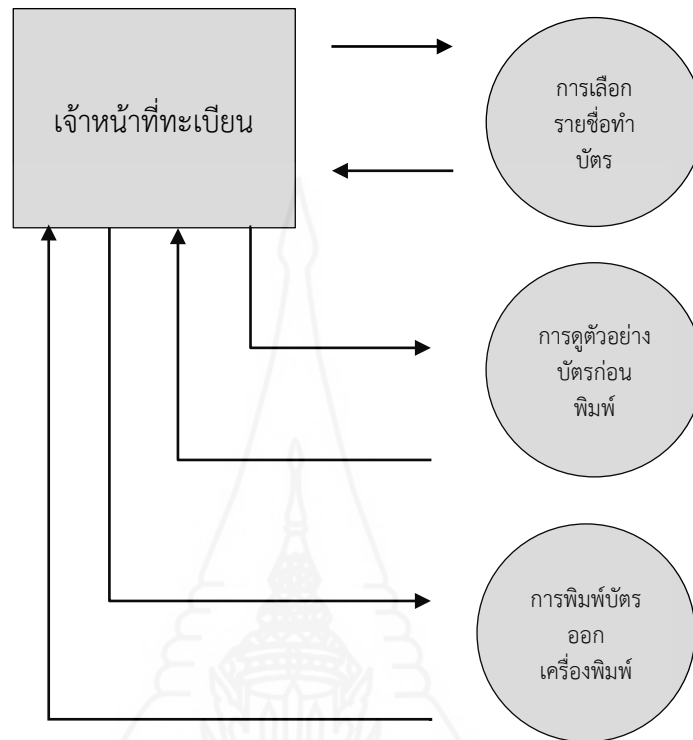 เจ้าหน้าที่ทะเบียน
การเลือก
รายชื่อทำ
บัตร
การดูตัวอย่าง
บัตรก่อน
พิมพ์
การพิมพ์บัตร
ออก
เครื่องพิมพ์